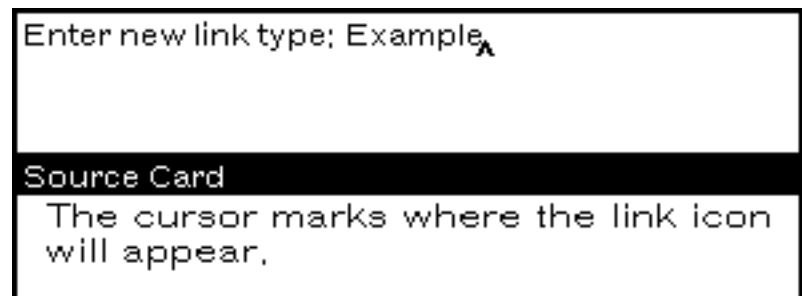 Enter new link type: Example
Source Card
The cursor marks where the link icon
will appear.